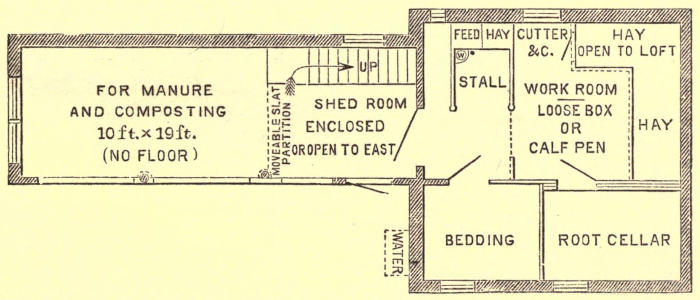 FOR MANURE
AND COMPOSTING
10 ft. × 19 ft.
(NO FLOOR)
MOVEABLE SLAT
PARTITION
UP
SHED ROOM
ENCLOSED
OR OPEN TO EAST
FEED
HAY
W
STALL
CUTTER
&C.
HAY
OPEN TO LOFT
WORK ROOM
LOOSE BOX
OR
CALF PEN
HAY
WATER
BEDDING
ROOT CELLAR